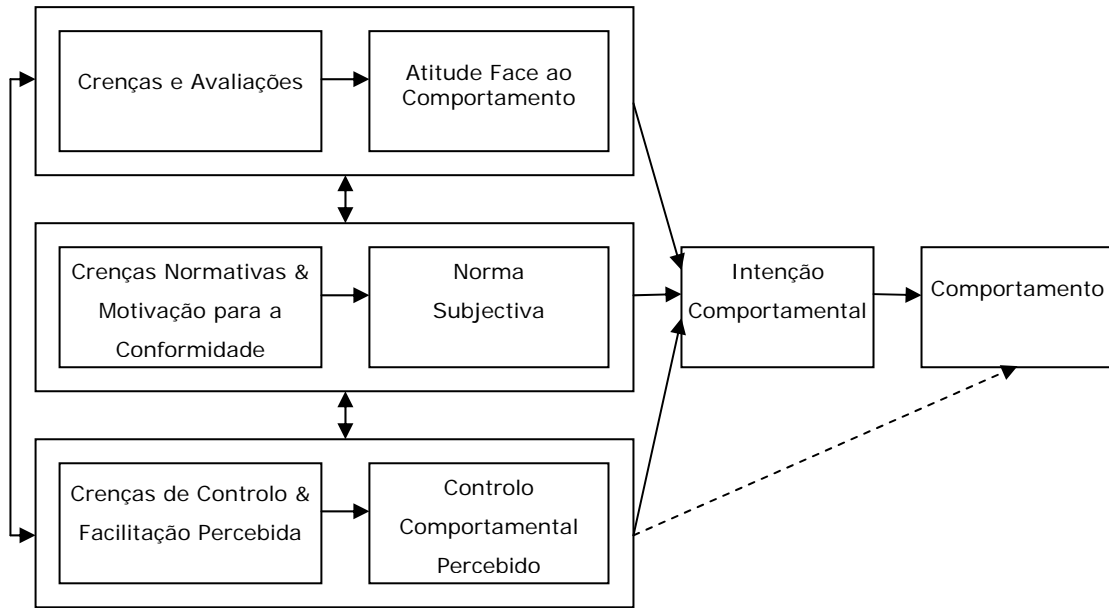 Crenças e Avaliações
Atitude Face ao
Comportamento
Crenças Normativas &
Motivação para a
Conformidade
Norma
Subjectiva
Intenção
Comportamental
Comportamento
Crenças de Controlo &
Facilitação Percebida
Controlo
Comportamental
Percebido